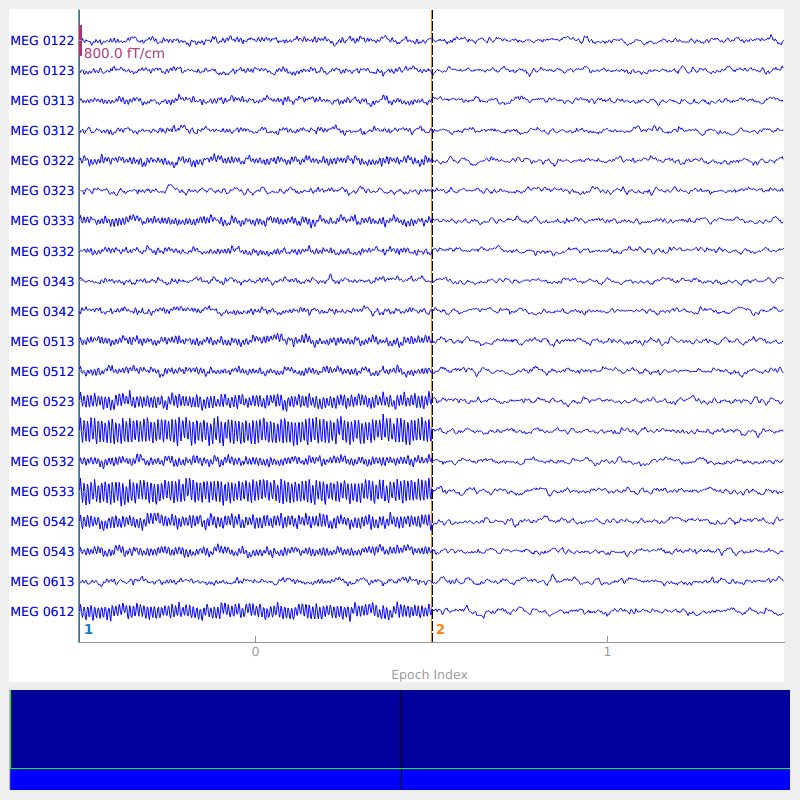 MEG 0122
800.0 fT/cm
MEG 0123
MEG 0313
MEG 0312
MEG 0322
MEG 0323
MEG 0333
MEG 0332
MEG 0343
MEG 0342
MEG 0513
MEG 0512
MEG 0523
MEG 0522
MEG 0532
MEG 0533
MEG 0542
MEG 0543
MEG 0613
MEG 0612
1 2
0 1
Epoch Index